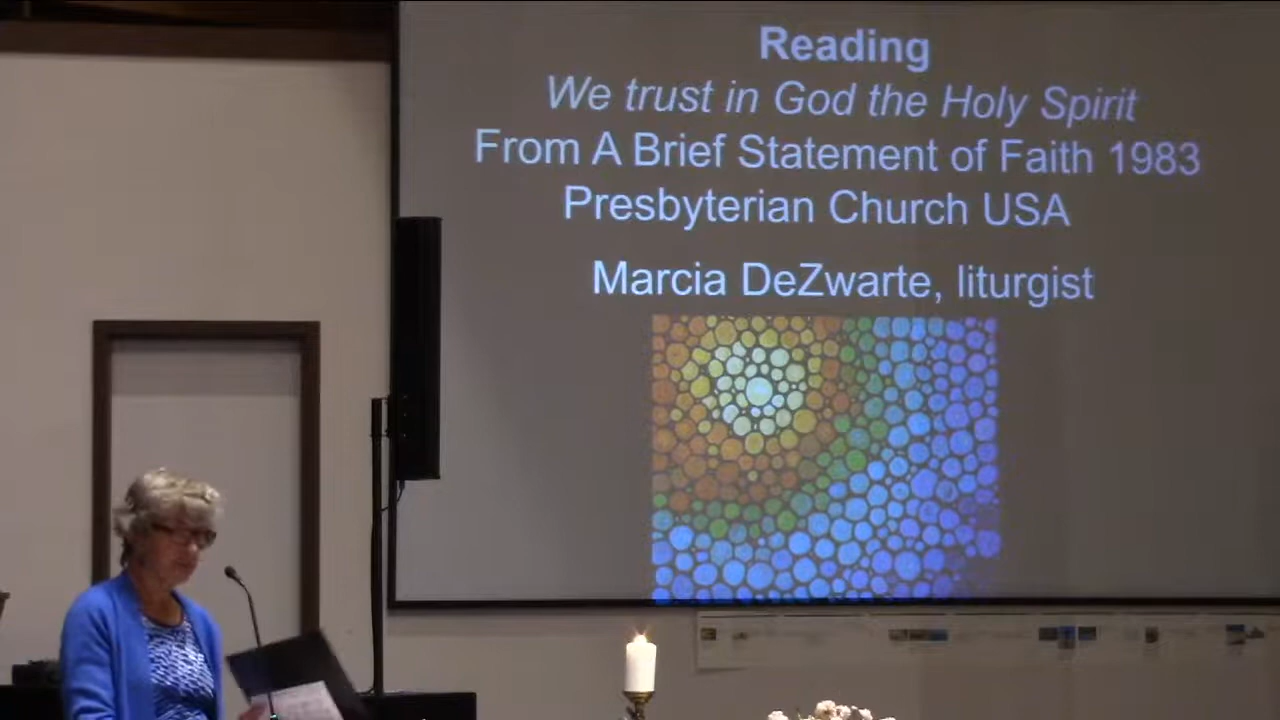 Reading
We trust in God the Holy Spirit
From A Brief Statement of Faith 1983
Presbyterian Church USA
Marcia DeZwarte, liturgist